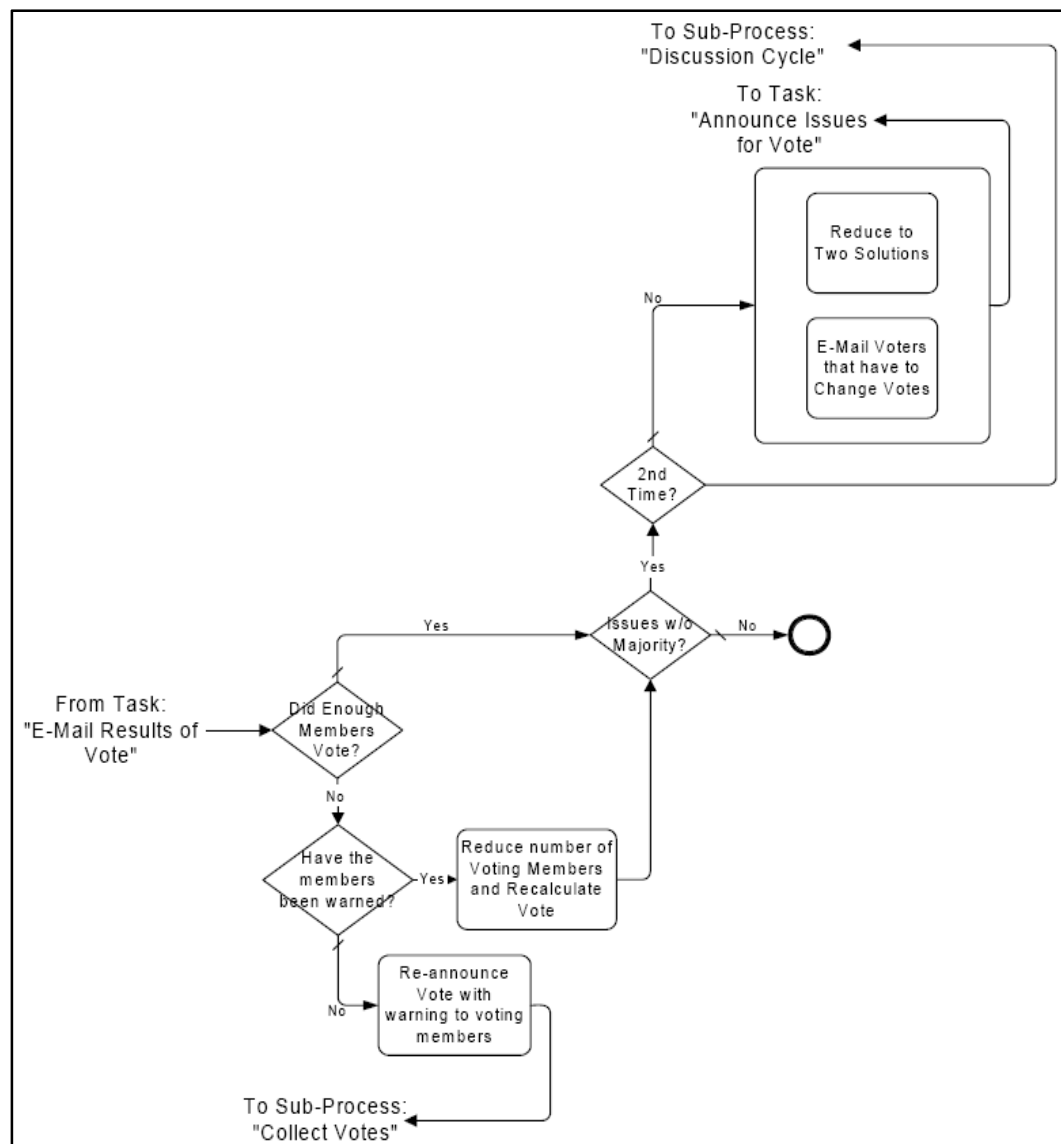 To Sub-Process:
"Discussion Cycle"
To Task:
"Announce Issues
for Vote"
Reduce to
Two Solutions
No
E-Mail Voters
that have to
Change Votes
2nd
Time?
Yes
Yes
Issues w/o
Majority?
No
From Task:
"E-Mail Results of
Vote"
Did Enough
Members
Vote?
No
Have the
members
been warned?
Yes
Reduce number of
Voting Members
and Recalculate
Vote
No
Re-announce
Vote with
warning to voting
members
To Sub-Process:
"Collect Votes"